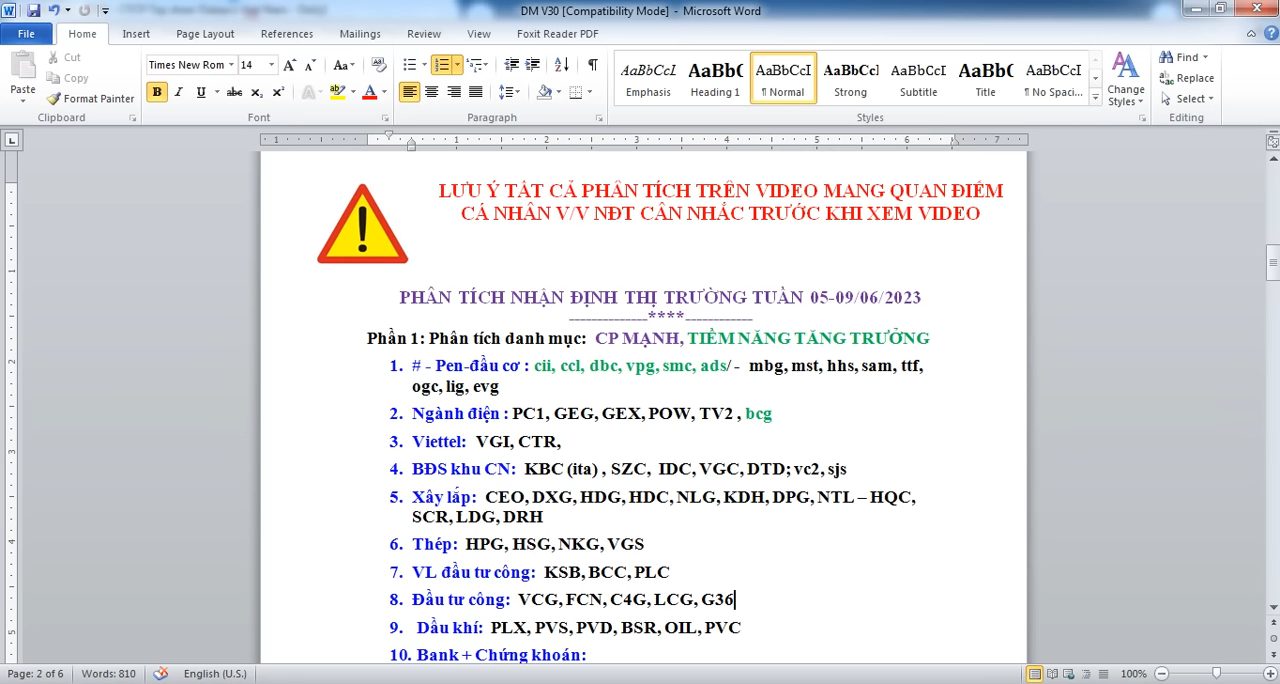 DM V30 [Compatibility Mode] - Microsoft Word
File Home Insert Page Layout References Mailings Review View Foxit Reader PDF
Paste
Cut
Copy
Format Painter
Clipboard
Times New Rom 14
B I U abc
Font
Paragraph
AaBbCcI AaBb( AaBbCcI AaBbCcl AaBbCcI AaBb( AaBbCcI
Emphasis Heading 1 ¶ Normal Strong Subtitle Title ¶ No Spaci...
Styles
Change Styles
Find
Replace
Select
Editing
LƯU Ý TẤT CẢ PHÂN TÍCH TRÊN VIDEO MANG QUAN ĐIỂM
CÁ NHÂN V/V NĐT CÂN NHẮC TRƯỚC KHI XEM VIDEO
PHÂN TÍCH NHẬN ĐỊNH THỊ TRƯỜNG TUẦN 05-09/06/2023
--------------****------------
Phần 1: Phân tích danh mục: CP MẠNH, TIỀM NĂNG TĂNG TRƯỞNG
1. # - Pen-đầu cơ : cii, ccl, dbc, vpg, smc, ads/ - mbg, mst, hhs, sam, ttf,
ogc, lig, evg
2. Ngành điện : PC1, GEG, GEX, POW, TV2 , bcg
3. Viettel: VGI, CTR,
4. BĐS khu CN: KBC (ita) , SZC, IDC, VGC, DTD; vc2, sjs
5. Xây lắp: CEO, DXG, HDG, HDC, NLG, KDH, DPG, NTL – HQC,
SCR, LDG, DRH
6. Thép: HPG, HSG, NKG, VGS
7. VL đầu tư công: KSB, BCC, PLC
8. Đầu tư công: VCG, FCN, C4G, LCG, G36
9. Dầu khí: PLX, PVS, PVD, BSR, OIL, PVC
10. Bank + Chứng khoán:
Page: 2 of 6 Words: 810 English (U.S.) 100%